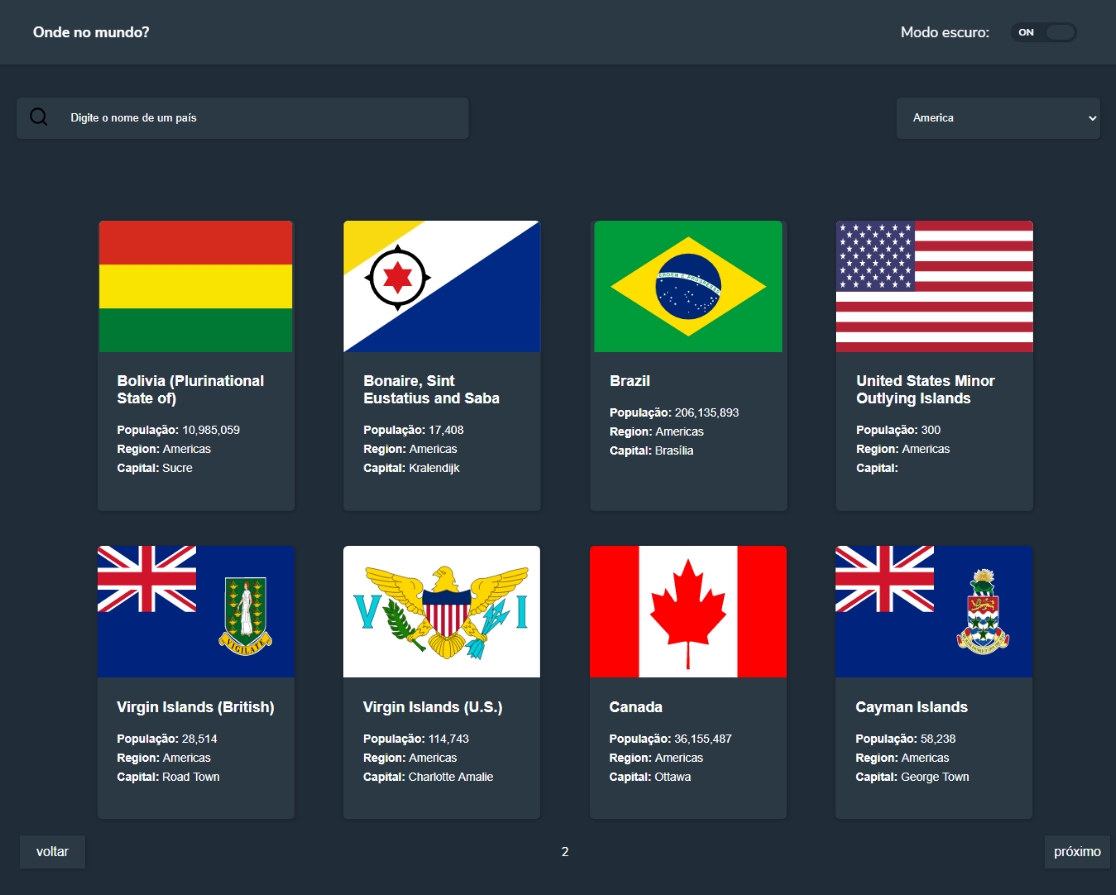 Onde no mundo?
Modo escuro:
ON
Digite o nome de um país
America
Bolivia (Plurinational
State of)
População: 10,985,059
Region: Americas
Capital: Sucre
Bonaire, Sint
Eustatius and Saba
População: 17,408
Region: Americas
Capital: Kralendijk
Brazil
População: 206,135,893
Region: Americas
Capital: Brasília
United States Minor
Outlying Islands
População: 300
Region: Americas
Capital:
VIGILATE
Virgin Islands (British)
População: 28,514
Region: Americas
Capital: Road Town
V I
Virgin Islands (U.S.)
População: 114,743
Region: Americas
Capital: Charlotte Amalie
Canada
População: 36,155,487
Region: Americas
Capital: Ottawa
Cayman Islands
População: 58,238
Region: Americas
Capital: George Town
voltar
2
próximo